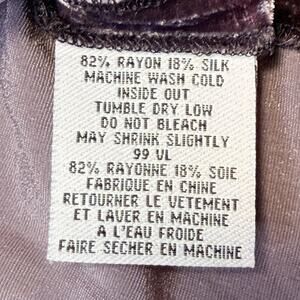 82% RAYON 18% SILK
MACHINE WASH COLD
INSIDE OUT
TUMBLE DRY LOW
DO NOT BLEACH
MAY SHRINK SLIGHTLY
99 VL
82% RAYONNE 18% SOIE
FABRIQUE EN CHINE
RETOURNER LE VETEMENT
ET LAVER EN MACHINE
A L'EAU FROIDE
FAIRE SECHER EN MACHINE